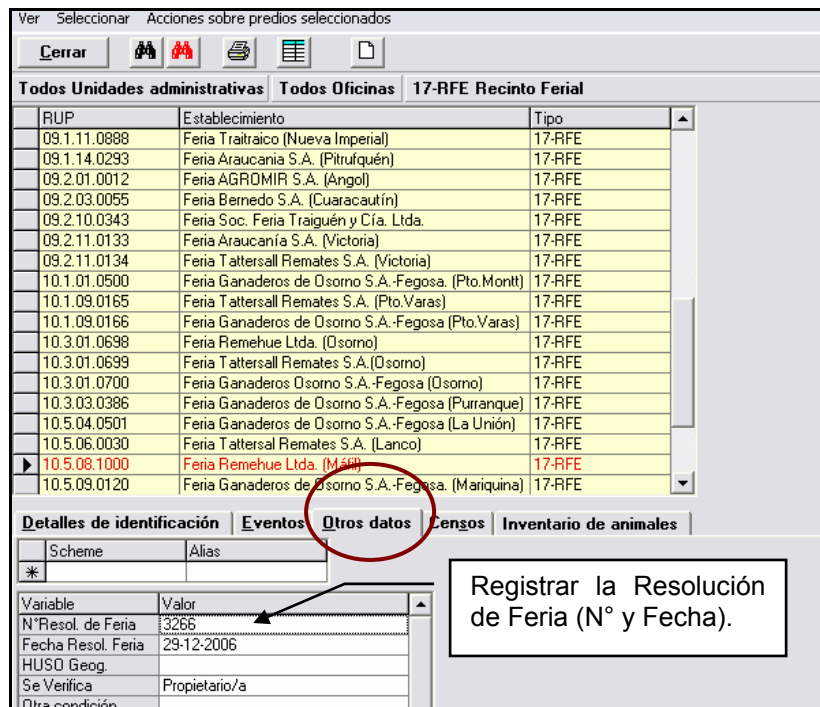 Ver Seleccionar Acciones sobre predios seleccionados
Cerrar
Todos Unidades administrativas Todos Oficinas 17-RFE Recinto Ferial
RUP Establecimiento Tipo
09.1.11.0888 Feria Traitraico (Nueva Imperial) 17-RFE
09.1.14.0293 Feria Araucania S.A. (Pitrufquén) 17-RFE
09.2.01.0012 Feria AGROMIR S.A. (Angol) 17-RFE
09.2.03.0055 Feria Bernedo S.A. (Cuaracautín) 17-RFE
09.2.10.0343 Feria Soc. Feria Traiguén y Cía. Ltda. 17-RFE
09.2.11.0133 Feria Araucanía S.A. (Victoria) 17-RFE
09.2.11.0134 Feria Tattersall Remates S.A. (Victoria) 17-RFE
10.1.01.0500 Feria Ganaderos de Osorno S.A.-Fegosa. (Pto.Montt) 17-RFE
10.1.09.0165 Feria Tattersall Remates S.A. (Pto.Varas) 17-RFE
10.1.09.0166 Feria Ganaderos de Osorno S.A.-Fegosa (Pto.Varas) 17-RFE
10.3.01.0698 Feria Remehue Ltda. (Osorno) 17-RFE
10.3.01.0699 Feria Tattersall Remates S.A.(Osorno) 17-RFE
10.3.01.0700 Feria Ganaderos Osorno S.A.-Fegosa (Osorno) 17-RFE
10.3.03.0386 Feria Ganaderos de Osorno S.A.-Fegosa (Purranque) 17-RFE
10.5.04.0501 Feria Ganaderos de Osorno S.A.-Fegosa (La Unión) 17-RFE
10.5.06.0030 Feria Tattersal Remates S.A. (Lanco) 17-RFE
10.5.08.1000 Feria Remehue Ltda. (Máfil) 17-RFE
10.5.09.0120 Feria Ganaderos de Osorno S.A.-Fegosa. (Mariquina) 17-RFE
Detalles de identificación Eventos Otros datos Censos Inventario de animales
Scheme Alias
*
Registrar la Resolución
de Feria (N° y Fecha).
Variable Valor
N°Resol. de Feria 3266
Fecha Resol. Feria 29-12-2006
HUSO Geog.
Se Verifica Propietario/a
Otra condición